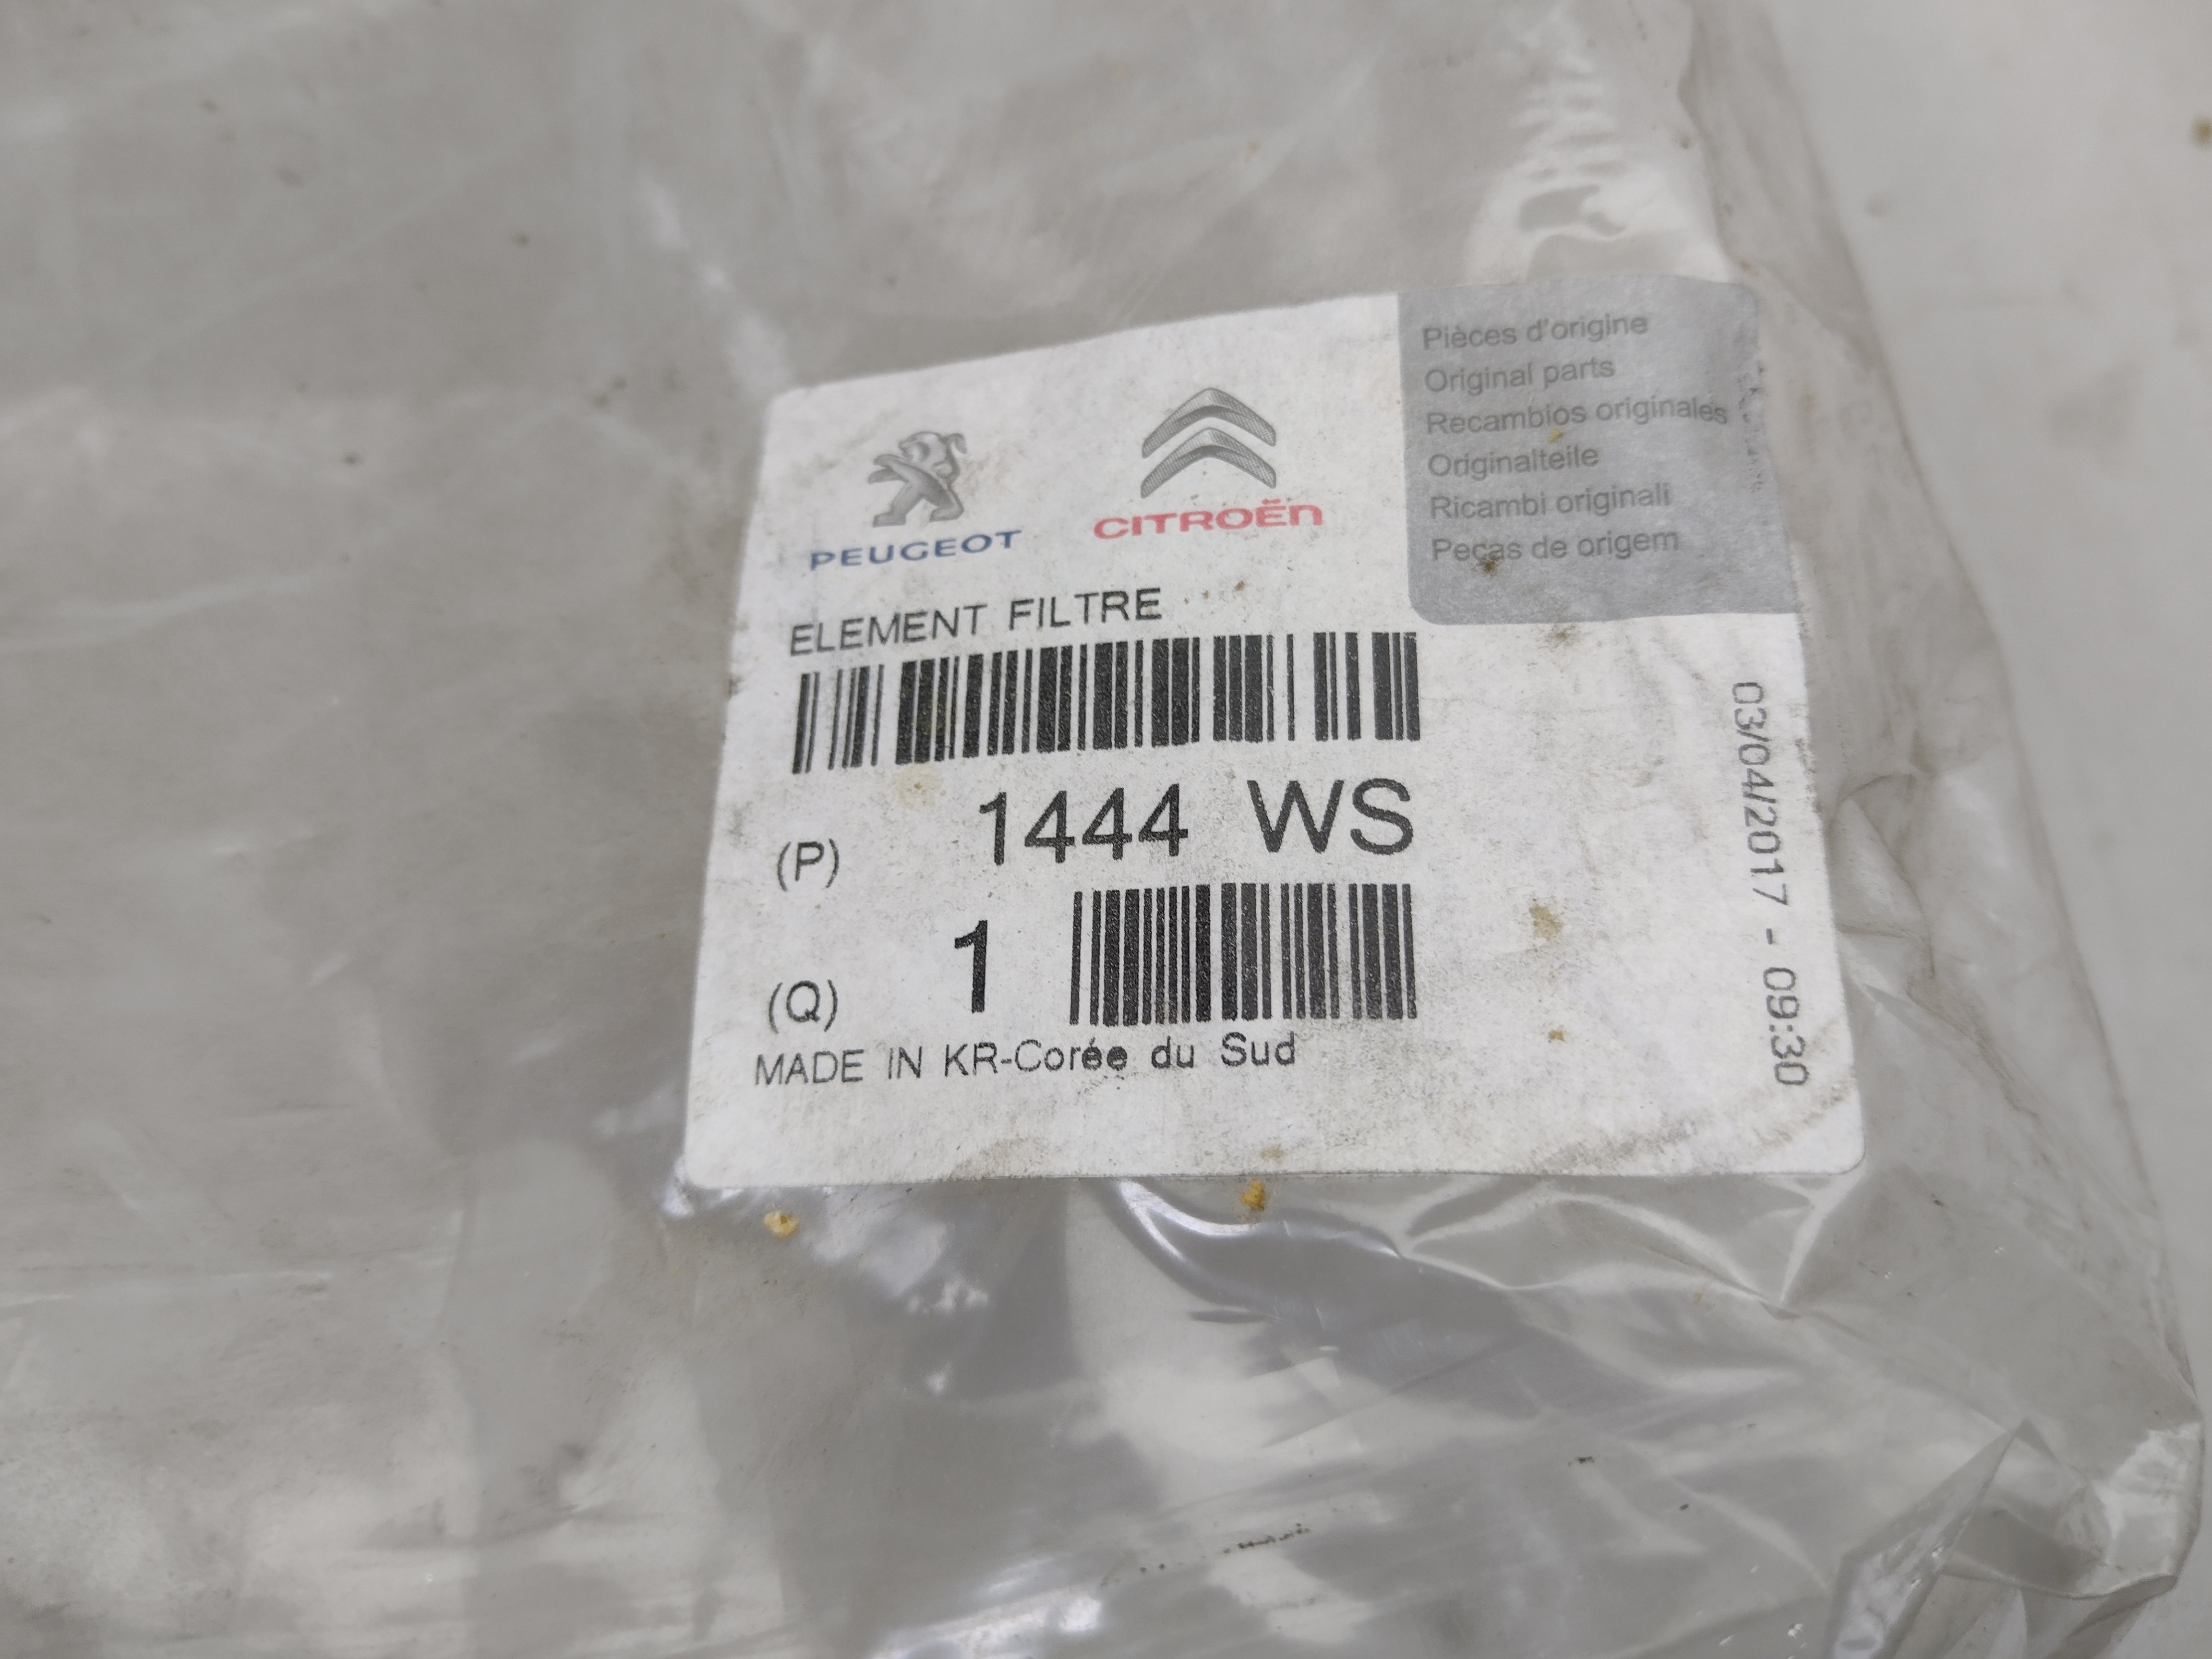 PEUGEOT
CITROËN
Pièces d'origine
Original parts
Recambios originales
Originalteile
Ricambi originali
Peças de origem
ELEMENT FILTRE
(P) 1444 WS
(Q) 1
MADE IN KR-Corée du Sud
03/04/2017 - 09:30